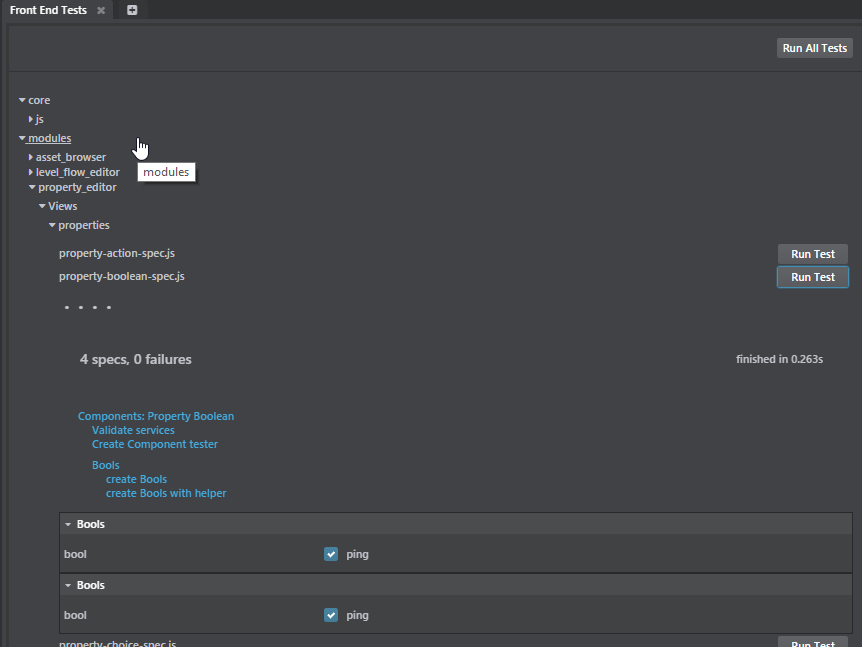 Front End Tests
Run All Tests
core
js
modules
asset_browser
modules
level_flow_editor
property_editor
Views
properties
property-action-spec.js Run Test
property-boolean-spec.js Run Test
4 specs, 0 failures finished in 0.263s
Components: Property Boolean
Validate services
Create Component tester
Bools
create Bools
create Bools with helper
Bools
bool ping
Bools
bool ping
property-choice-spec.js Run Test